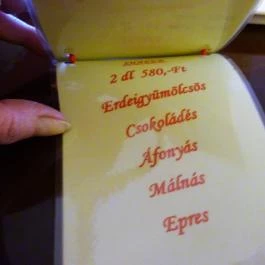 2 dl 580,-Ft
Erdeigyümölcsös
Csokoládés
Áfonyás
Málnás
Epres